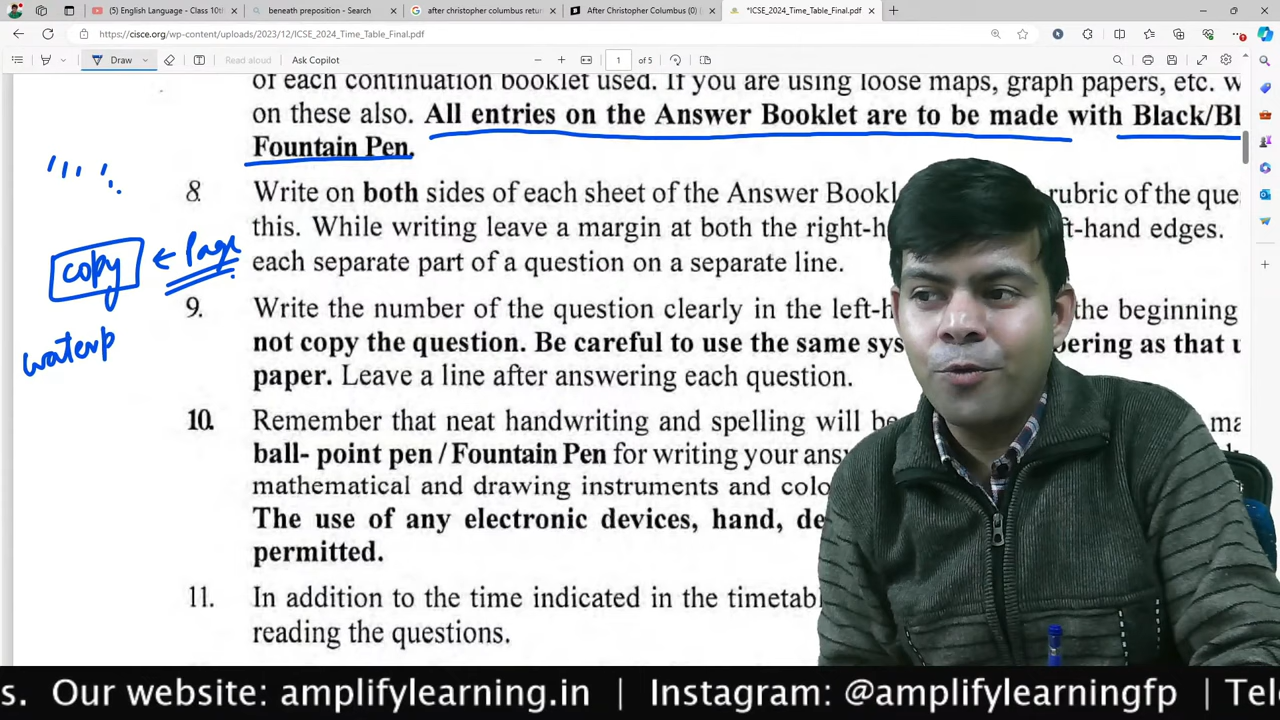 (5) English Language - Class 10th
beneath preposition - Search
after christopher columbus retur
After Christopher Columbus (0)
*ICSE_2024_Time_Table_Final.pdf
https://cisce.org/wp-content/uploads/2023/12/ICSE_2024_Time_Table_Final.pdf
Draw
Read aloud
Ask Copilot
1 of 5
of each continuation booklet used. If you are using loose maps, graph papers, etc. w
on these also. All entries on the Answer Booklet are to be made with Black/Bl
Fountain Pen.
8. Write on both sides of each sheet of the Answer Bookl rubric of the que
this. While writing leave a margin at both the right-h ft-hand edges.
each separate part of a question on a separate line.
copy ← Page
9. Write the number of the question clearly in the left-h the beginning
not copy the question. Be careful to use the same sys bering as that u
waterp
paper. Leave a line after answering each question.
10. Remember that neat handwriting and spelling will be ma
ball- point pen / Fountain Pen for writing your answ
mathematical and drawing instruments and colo
The use of any electronic devices, hand, de
permitted.
11. In addition to the time indicated in the timetabl
reading the questions.
s. Our website: amplifylearning.in | Instagram: @amplifylearningfp | Tel